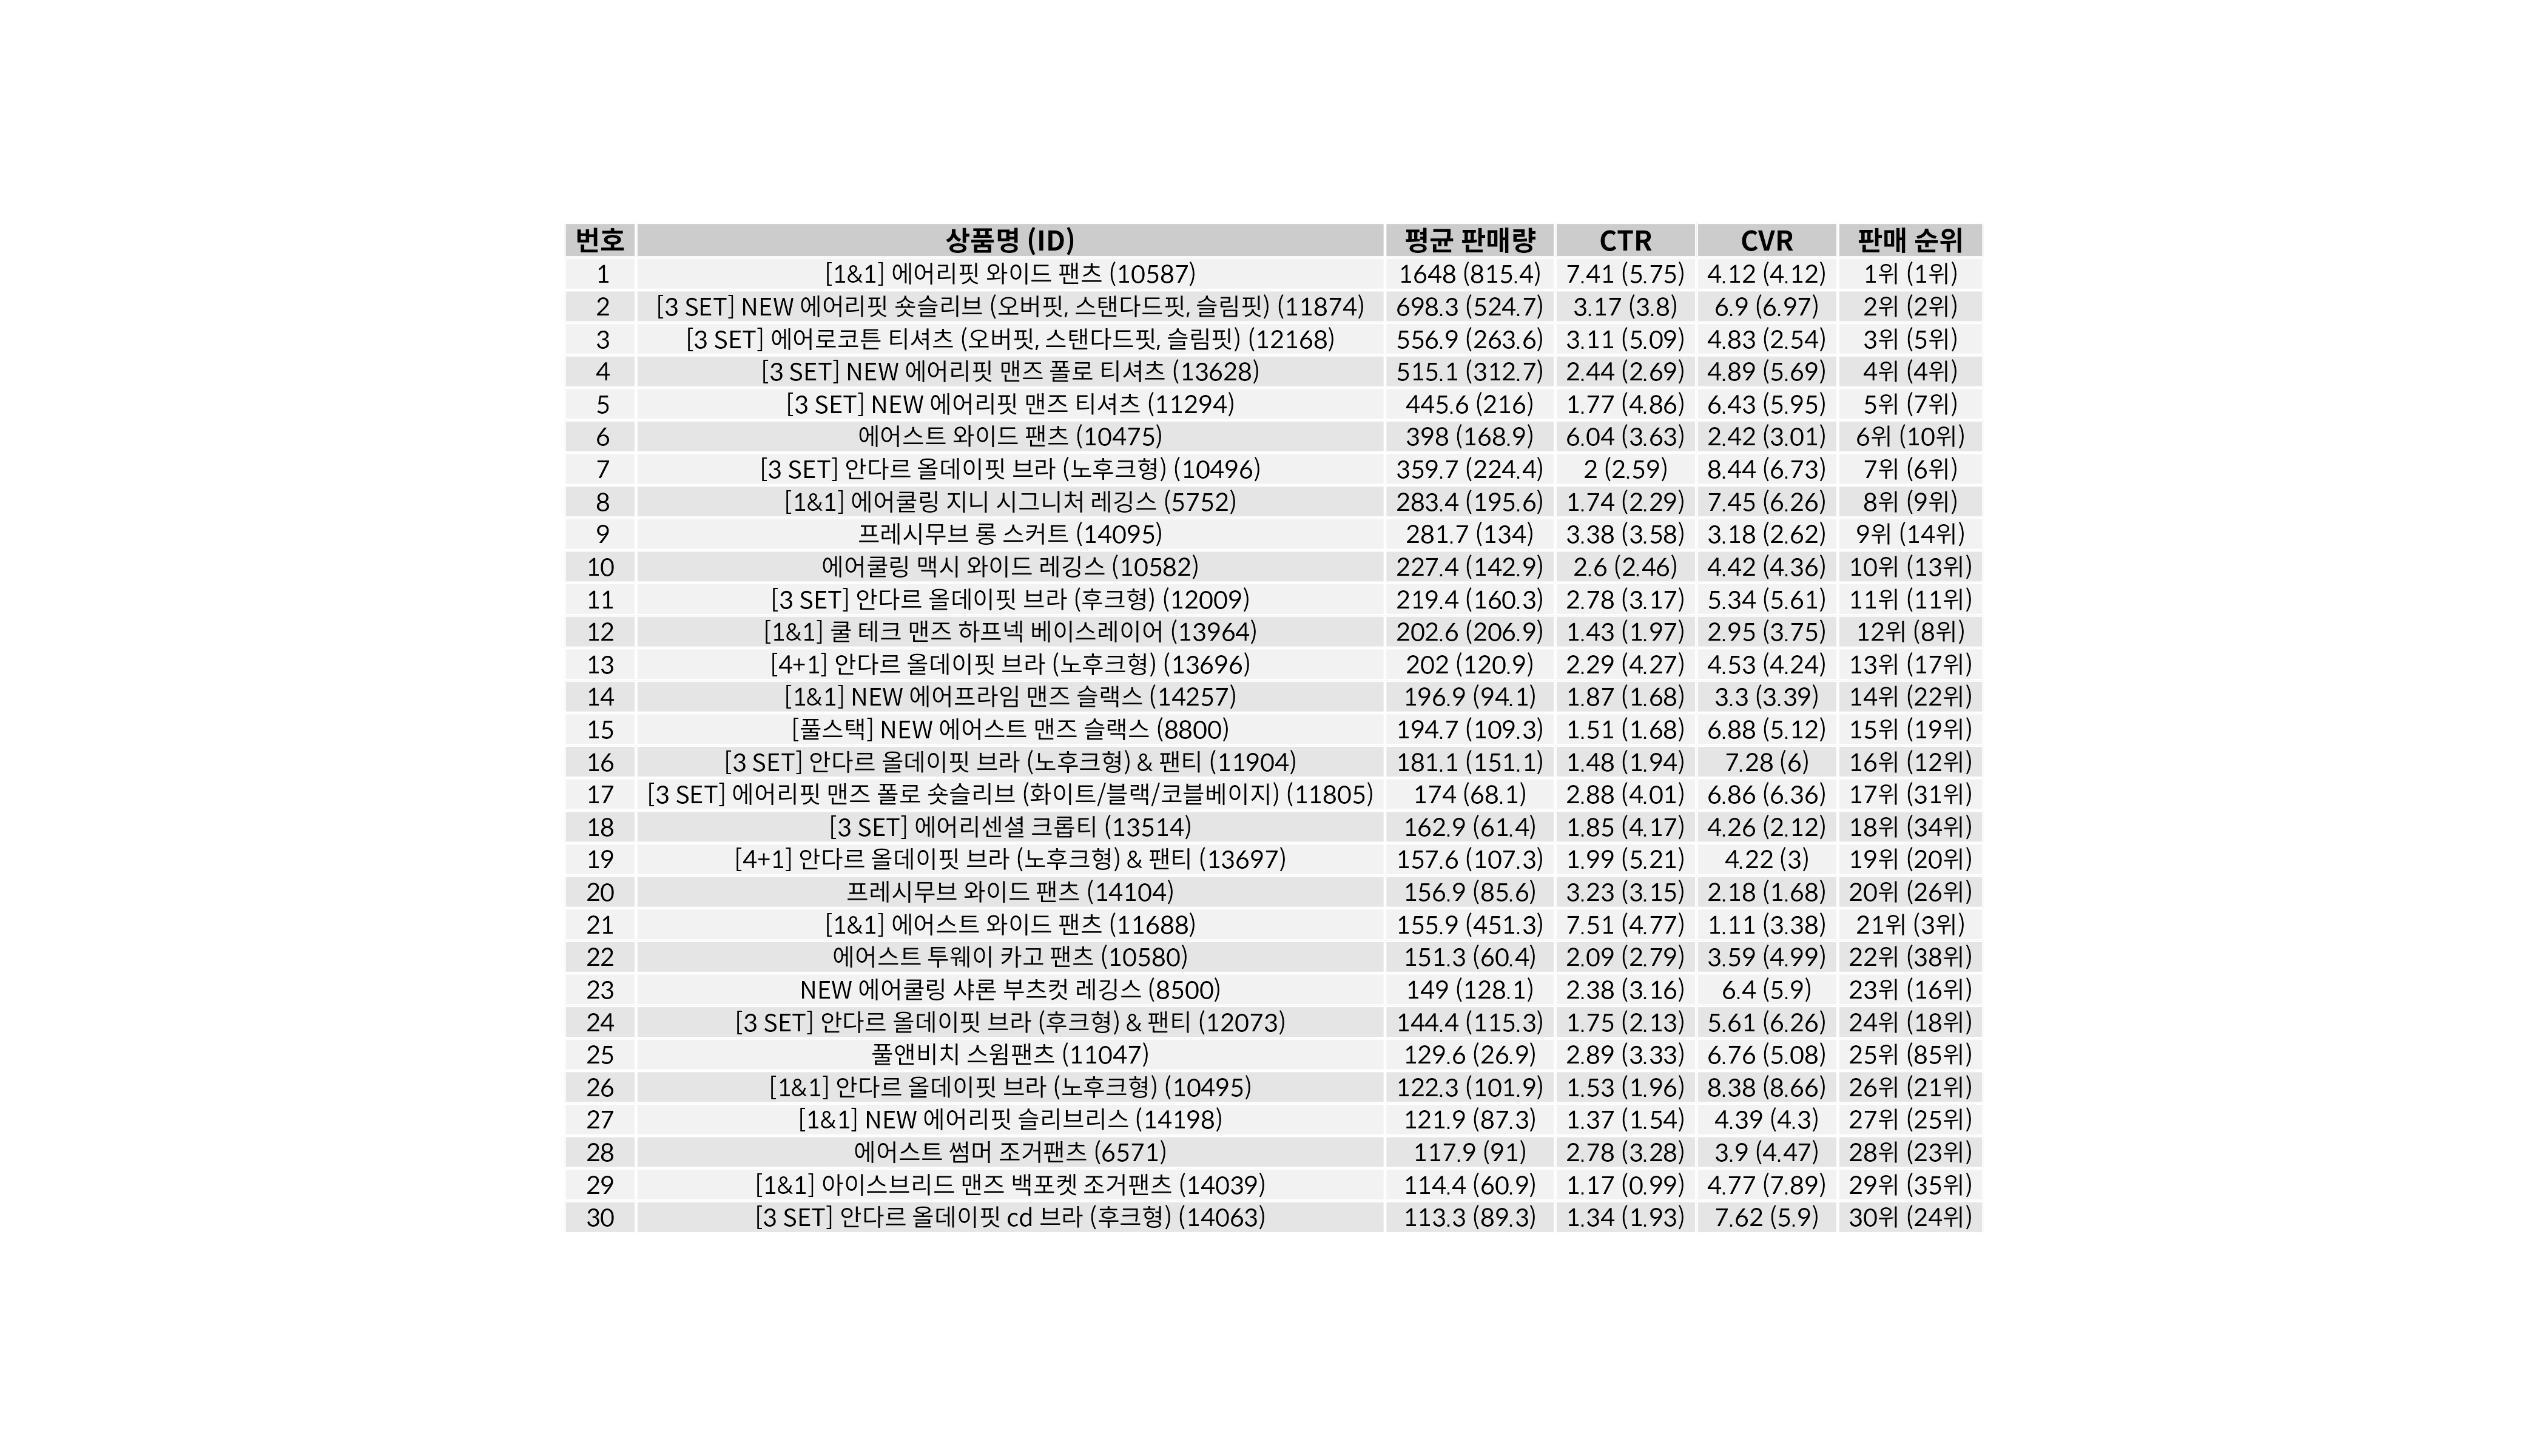 번호 상품명 (ID) 평균 판매량 CTR CVR 판매 순위
1 [1&1] 에어리핏 와이드 팬츠 (10587) 1648 (815.4) 7.41 (5.75) 4.12 (4.12) 1위 (1위)
2 [3 SET] NEW 에어리핏 숏슬리브 (오버핏, 스탠다드핏, 슬림핏) (11874) 698.3 (524.7) 3.17 (3.8) 6.9 (6.97) 2위 (2위)
3 [3 SET] 에어로코튼 티셔츠 (오버핏, 스탠다드핏, 슬림핏) (12168) 556.9 (263.6) 3.11 (5.09) 4.83 (2.54) 3위 (5위)
4 [3 SET] NEW 에어리핏 맨즈 폴로 티셔츠 (13628) 515.1 (312.7) 2.44 (2.69) 4.89 (5.69) 4위 (4위)
5 [3 SET] NEW 에어리핏 맨즈 티셔츠 (11294) 445.6 (216) 1.77 (4.86) 6.43 (5.95) 5위 (7위)
6 에어스트 와이드 팬츠 (10475) 398 (168.9) 6.04 (3.63) 2.42 (3.01) 6위 (10위)
7 [3 SET] 안다르 올데이핏 브라 (노후크형) (10496) 359.7 (224.4) 2 (2.59) 8.44 (6.73) 7위 (6위)
8 [1&1] 에어쿨링 지니 시그니처 레깅스 (5752) 283.4 (195.6) 1.74 (2.29) 7.45 (6.26) 8위 (9위)
9 프레시무브 롱 스커트 (14095) 281.7 (134) 3.38 (3.58) 3.18 (2.62) 9위 (14위)
10 에어쿨링 맥시 와이드 레깅스 (10582) 227.4 (142.9) 2.6 (2.46) 4.42 (4.36) 10위 (13위)
11 [3 SET] 안다르 올데이핏 브라 (후크형) (12009) 219.4 (160.3) 2.78 (3.17) 5.34 (5.61) 11위 (11위)
12 [1&1] 쿨 테크 맨즈 하프넥 베이스레이어 (13964) 202.6 (206.9) 1.43 (1.97) 2.95 (3.75) 12위 (8위)
13 [4+1] 안다르 올데이핏 브라 (노후크형) (13696) 202 (120.9) 2.29 (4.27) 4.53 (4.24) 13위 (17위)
14 [1&1] NEW 에어프라임 맨즈 슬랙스 (14257) 196.9 (94.1) 1.87 (1.68) 3.3 (3.39) 14위 (22위)
15 [풀스택] NEW 에어스트 맨즈 슬랙스 (8800) 194.7 (109.3) 1.51 (1.68) 6.88 (5.12) 15위 (19위)
16 [3 SET] 안다르 올데이핏 브라 (노후크형) & 팬티 (11904) 181.1 (151.1) 1.48 (1.94) 7.28 (6) 16위 (12위)
17 [3 SET] 에어리핏 맨즈 폴로 숏슬리브 (화이트/블랙/코블베이지) (11805) 174 (68.1) 2.88 (4.01) 6.86 (6.36) 17위 (31위)
18 [3 SET] 에어리센셜 크롭티 (13514) 162.9 (61.4) 1.85 (4.17) 4.26 (2.12) 18위 (34위)
19 [4+1] 안다르 올데이핏 브라 (노후크형) & 팬티 (13697) 157.6 (107.3) 1.99 (5.21) 4.22 (3) 19위 (20위)
20 프레시무브 와이드 팬츠 (14104) 156.9 (85.6) 3.23 (3.15) 2.18 (1.68) 20위 (26위)
21 [1&1] 에어스트 와이드 팬츠 (11688) 155.9 (451.3) 7.51 (4.77) 1.11 (3.38) 21위 (3위)
22 에어스트 투웨이 카고 팬츠 (10580) 151.3 (60.4) 2.09 (2.79) 3.59 (4.99) 22위 (38위)
23 NEW 에어쿨링 샤론 부츠컷 레깅스 (8500) 149 (128.1) 2.38 (3.16) 6.4 (5.9) 23위 (16위)
24 [3 SET] 안다르 올데이핏 브라 (후크형) & 팬티 (12073) 144.4 (115.3) 1.75 (2.13) 5.61 (6.26) 24위 (18위)
25 풀앤비치 스윔팬츠 (11047) 129.6 (26.9) 2.89 (3.33) 6.76 (5.08) 25위 (85위)
26 [1&1] 안다르 올데이핏 브라 (노후크형) (10495) 122.3 (101.9) 1.53 (1.96) 8.38 (8.66) 26위 (21위)
27 [1&1] NEW 에어리핏 슬리브리스 (14198) 121.9 (87.3) 1.37 (1.54) 4.39 (4.3) 27위 (25위)
28 에어스트 썸머 조거팬츠 (6571) 117.9 (91) 2.78 (3.28) 3.9 (4.47) 28위 (23위)
29 [1&1] 아이스브리드 맨즈 백포켓 조거팬츠 (14039) 114.4 (60.9) 1.17 (0.99) 4.77 (7.89) 29위 (35위)
30 [3 SET] 안다르 올데이핏 cd 브라 (후크형) (14063) 113.3 (89.3) 1.34 (1.93) 7.62 (5.9) 30위 (24위)